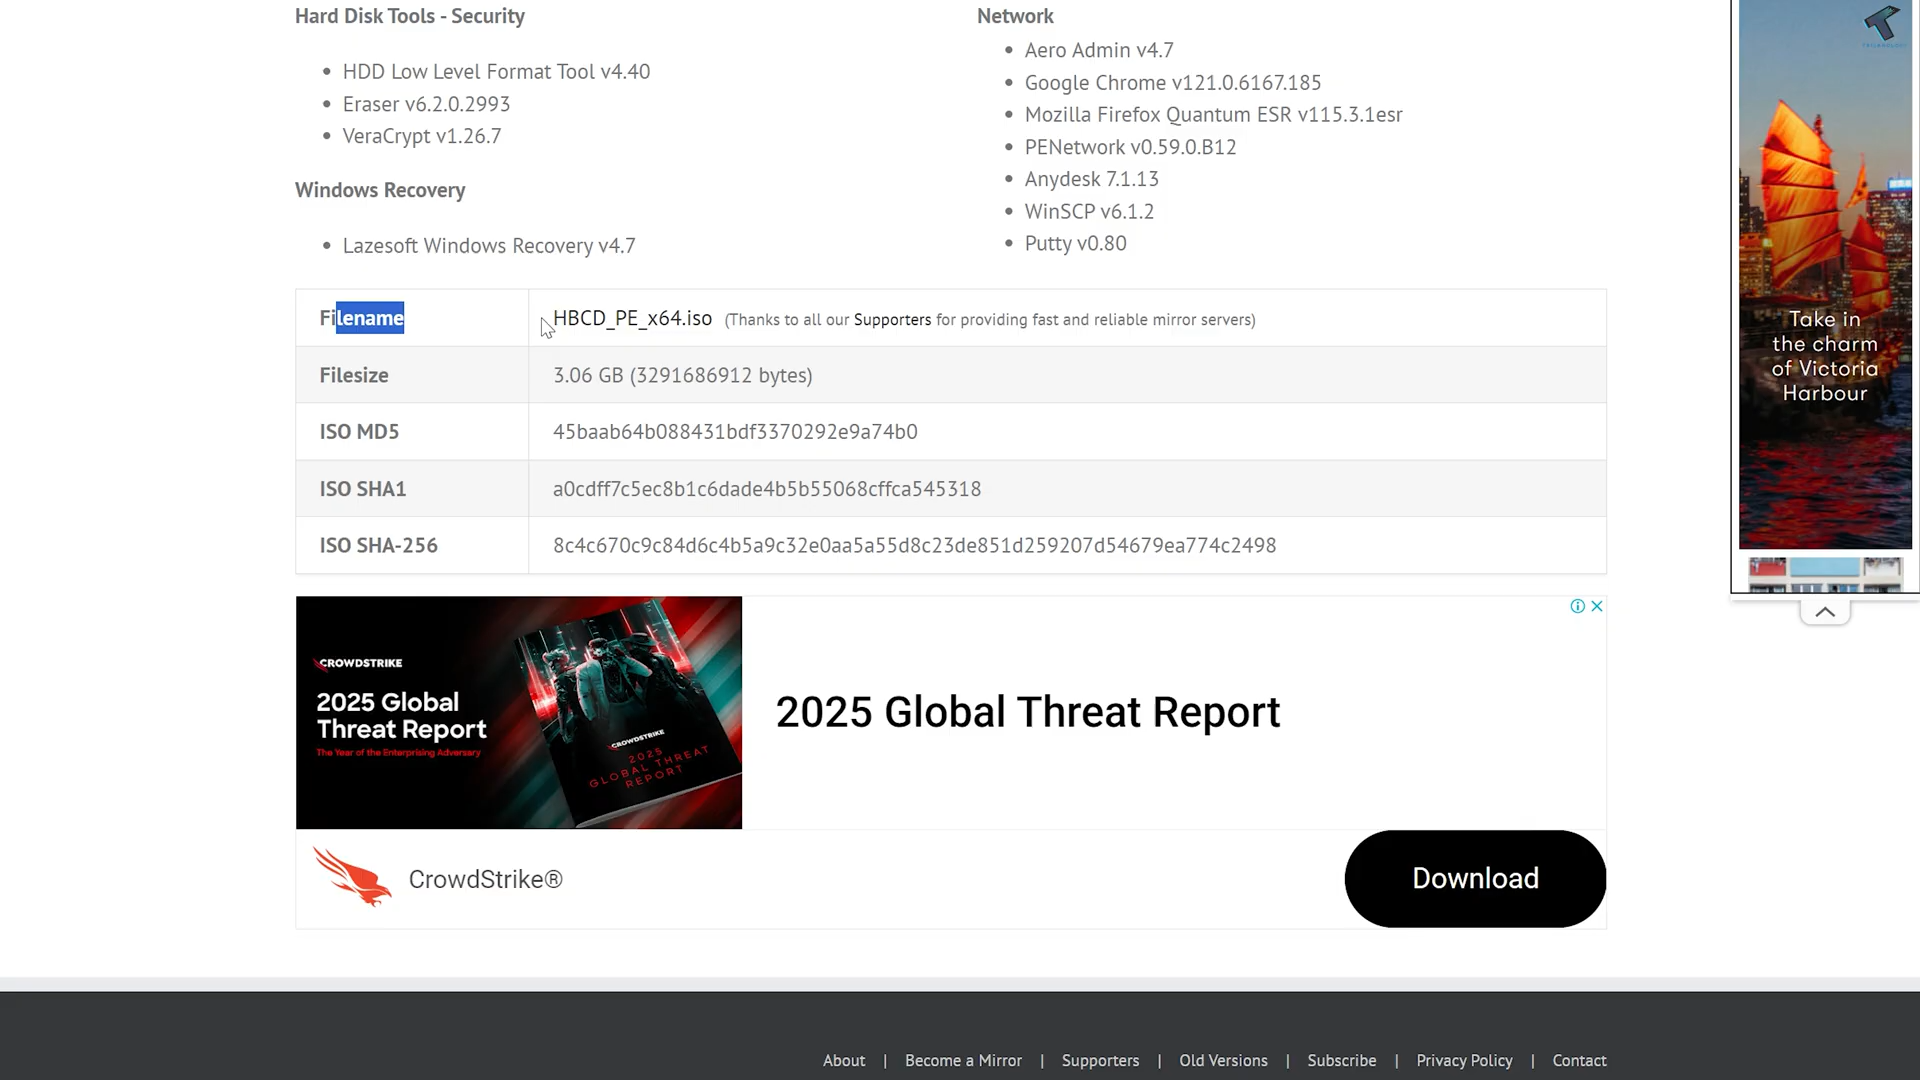 Hard Disk Tools - Security
HDD Low Level Format Tool v4.40
Eraser v6.2.0.2993
VeraCrypt v1.26.7
Windows Recovery
Lazesoft Windows Recovery v4.7
Network
Aero Admin v4.7
Google Chrome v121.0.6167.185
Mozilla Firefox Quantum ESR v115.3.1esr
PENetwork v0.59.0.B12
Anydesk 7.1.13
WinSCP v6.1.2
Putty v0.80
Filename HBCD_PE_x64.iso (Thanks to all our Supporters for providing fast and reliable mirror servers)
Filesize 3.06 GB (3291686912 bytes)
ISO MD5 45baab64b088431bdf3370292e9a74b0
ISO SHA1 a0cdff7c5ec8b1c6dade4b5b55068cffca545318
ISO SHA-256 8c4c670c9c84d6c4b5a9c32e0aa5a55d8c23de851d259207d54679ea774c2498
CROWDSTRIKE
2025 Global
Threat Report
The Year of the Enterprising Adversary
CROWDSTRIKE
2025
GLOBAL THREAT
REPORT
2025 Global Threat Report
CrowdStrike®
Download
Take in
the charm
of Victoria
Harbour
About | Become a Mirror | Supporters | Old Versions | Subscribe | Privacy Policy | Contact